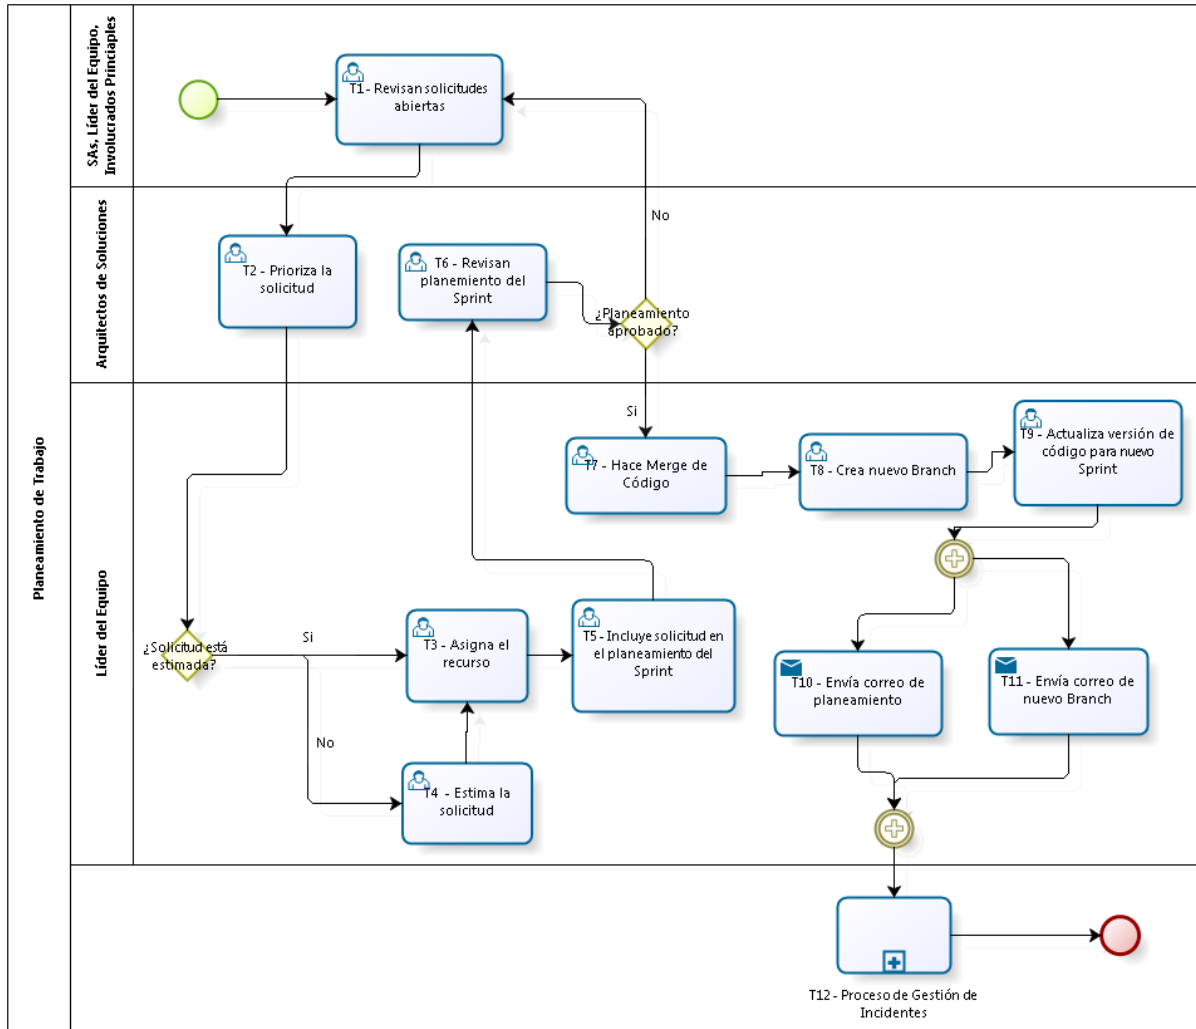 Planeamiento de Trabajo
SAs, Líder del Equipo,
Involucrados Princiaples
T1- Revisan solicitudes
abiertas
Arquitectos de Soluciones
T2 - Prioriza la
solicitud
T6 - Revisan
planemiento del
Sprint
¿Planeamiento
aprobado?
No
Si
Líder del Equipo
T7 - Hace Merge de
Código
T8 - Crea nuevo Branch
T9 - Actualiza versión de
código para nuevo
Sprint
¿Solicitud está
estimada?
Si
No
T3 - Asigna el
recurso
T5 - Incluye solicitud en
el planeamiento del
Sprint
T4 - Estima la
solicitud
T10 - Envía correo de
planeamiento
T11 - Envía correo de
nuevo Branch
T12 - Proceso de Gestión de
Incidentes